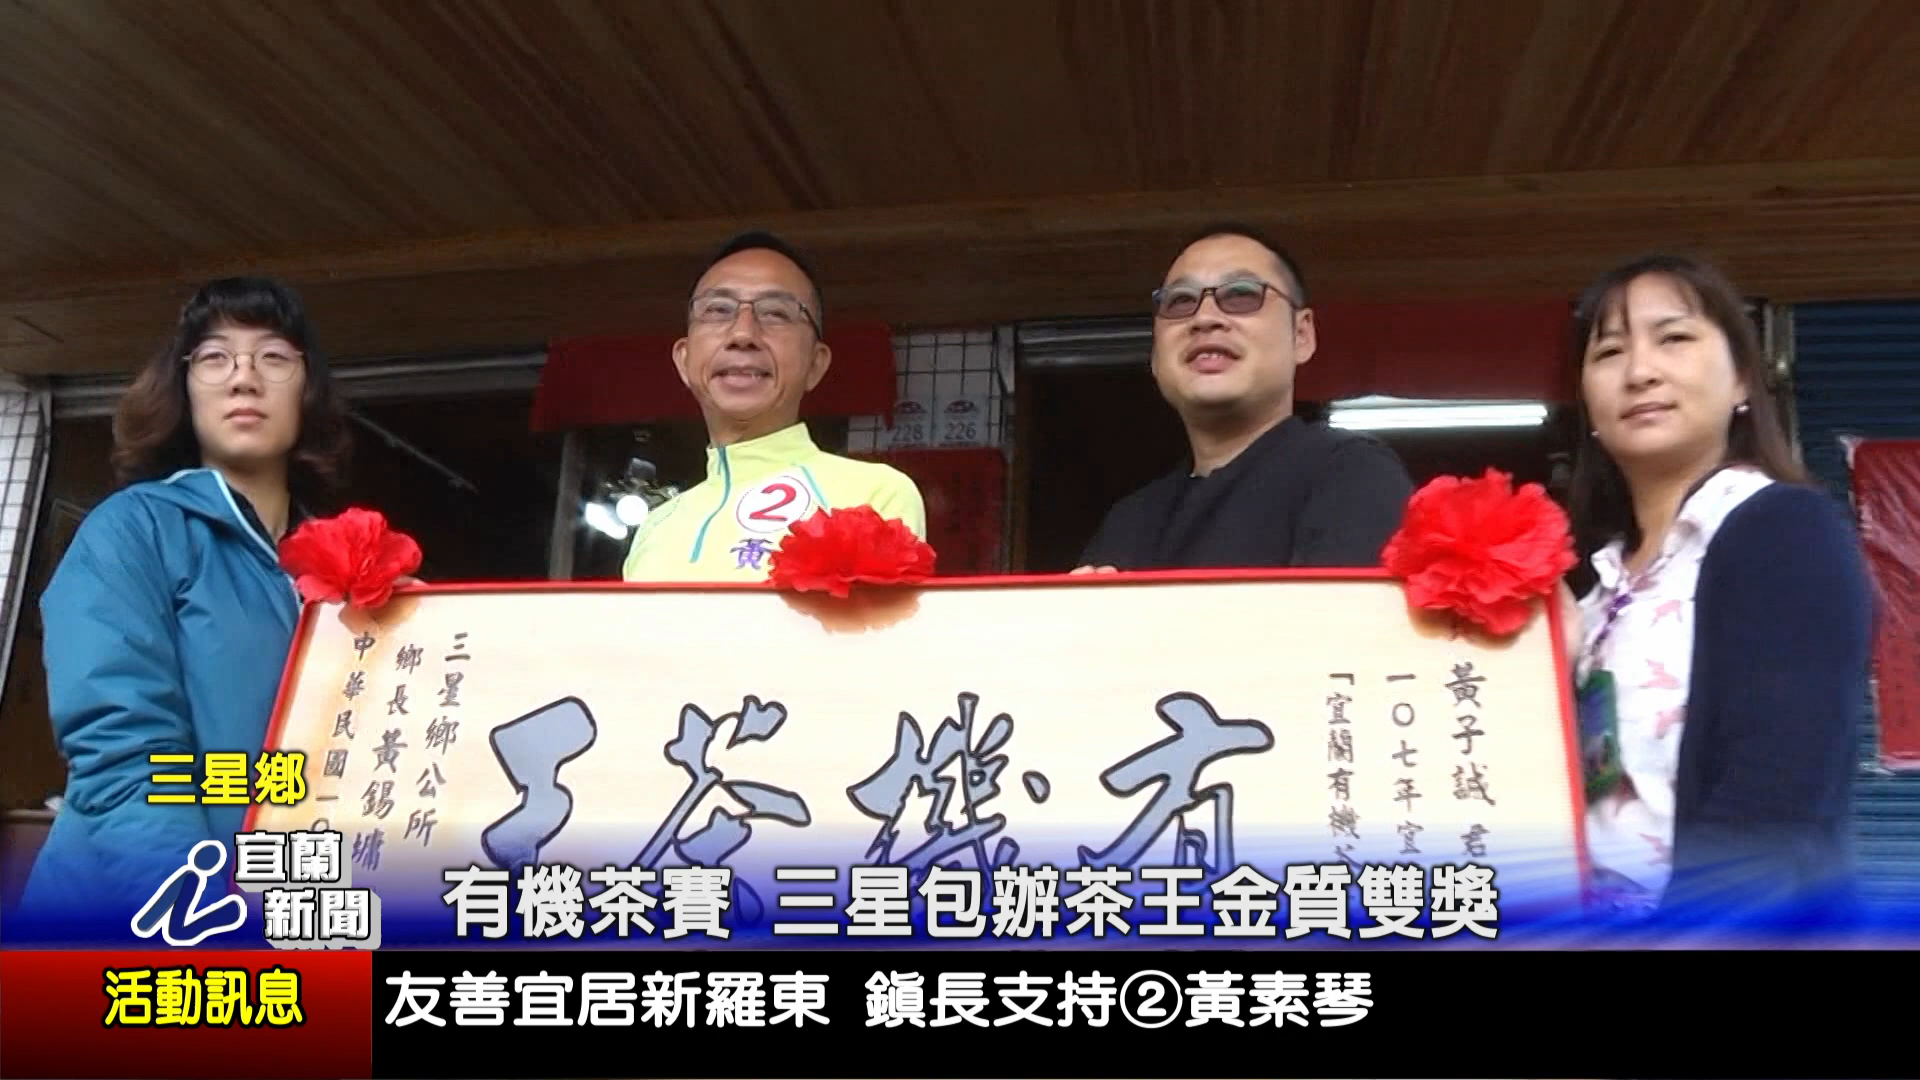 228 226
2
黃
黃子誠 君
一〇七年宜
「宜蘭有機
有機茶王
三星鄉公所
鄉長黃錫墉
中華民國一〇
三星鄉
宜蘭
新聞
有機茶賽 三星包辦茶王金質雙獎
活動訊息
友善宜居新羅東 鎮長支持②黃素琴